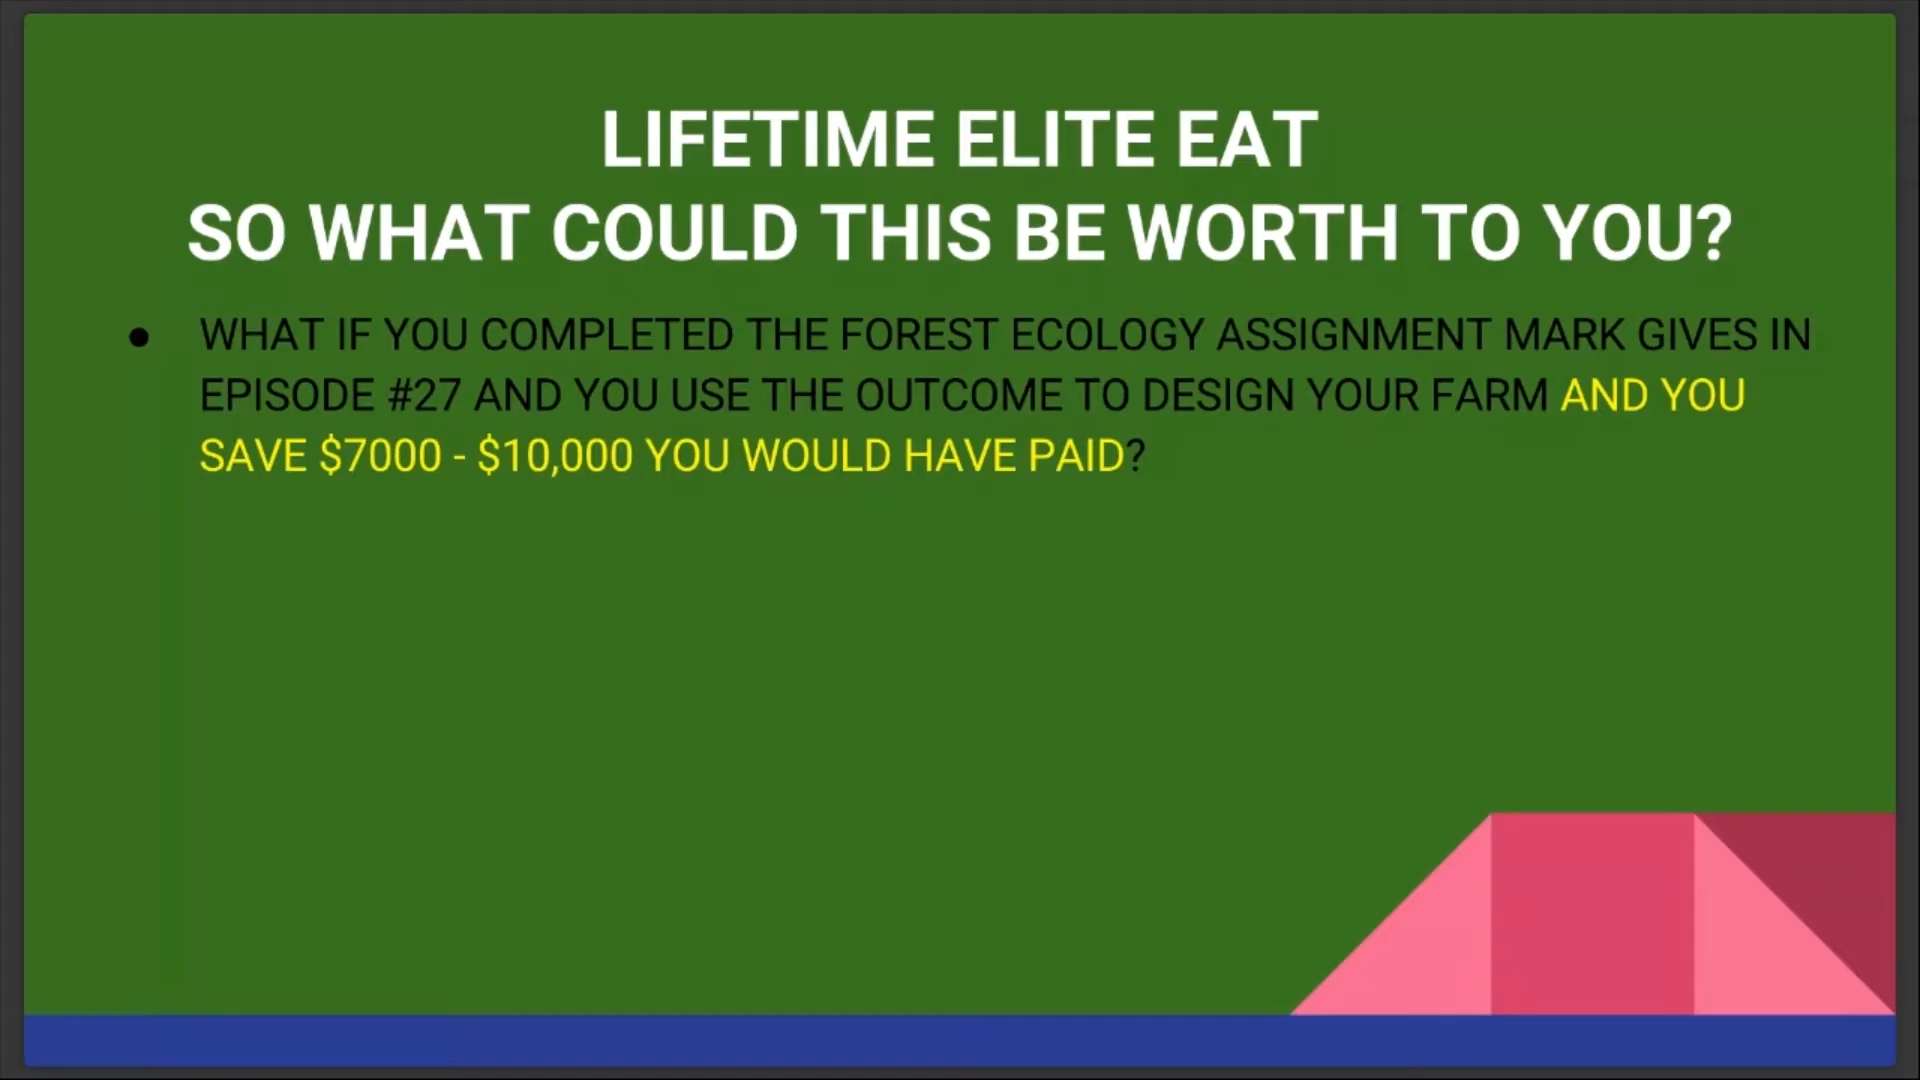 LIFETIME ELITE EAT
SO WHAT COULD THIS BE WORTH TO YOU?
● WHAT IF YOU COMPLETED THE FOREST ECOLOGY ASSIGNMENT MARK GIVES IN
EPISODE #27 AND YOU USE THE OUTCOME TO DESIGN YOUR FARM AND YOU
SAVE $7000 - $10,000 YOU WOULD HAVE PAID?